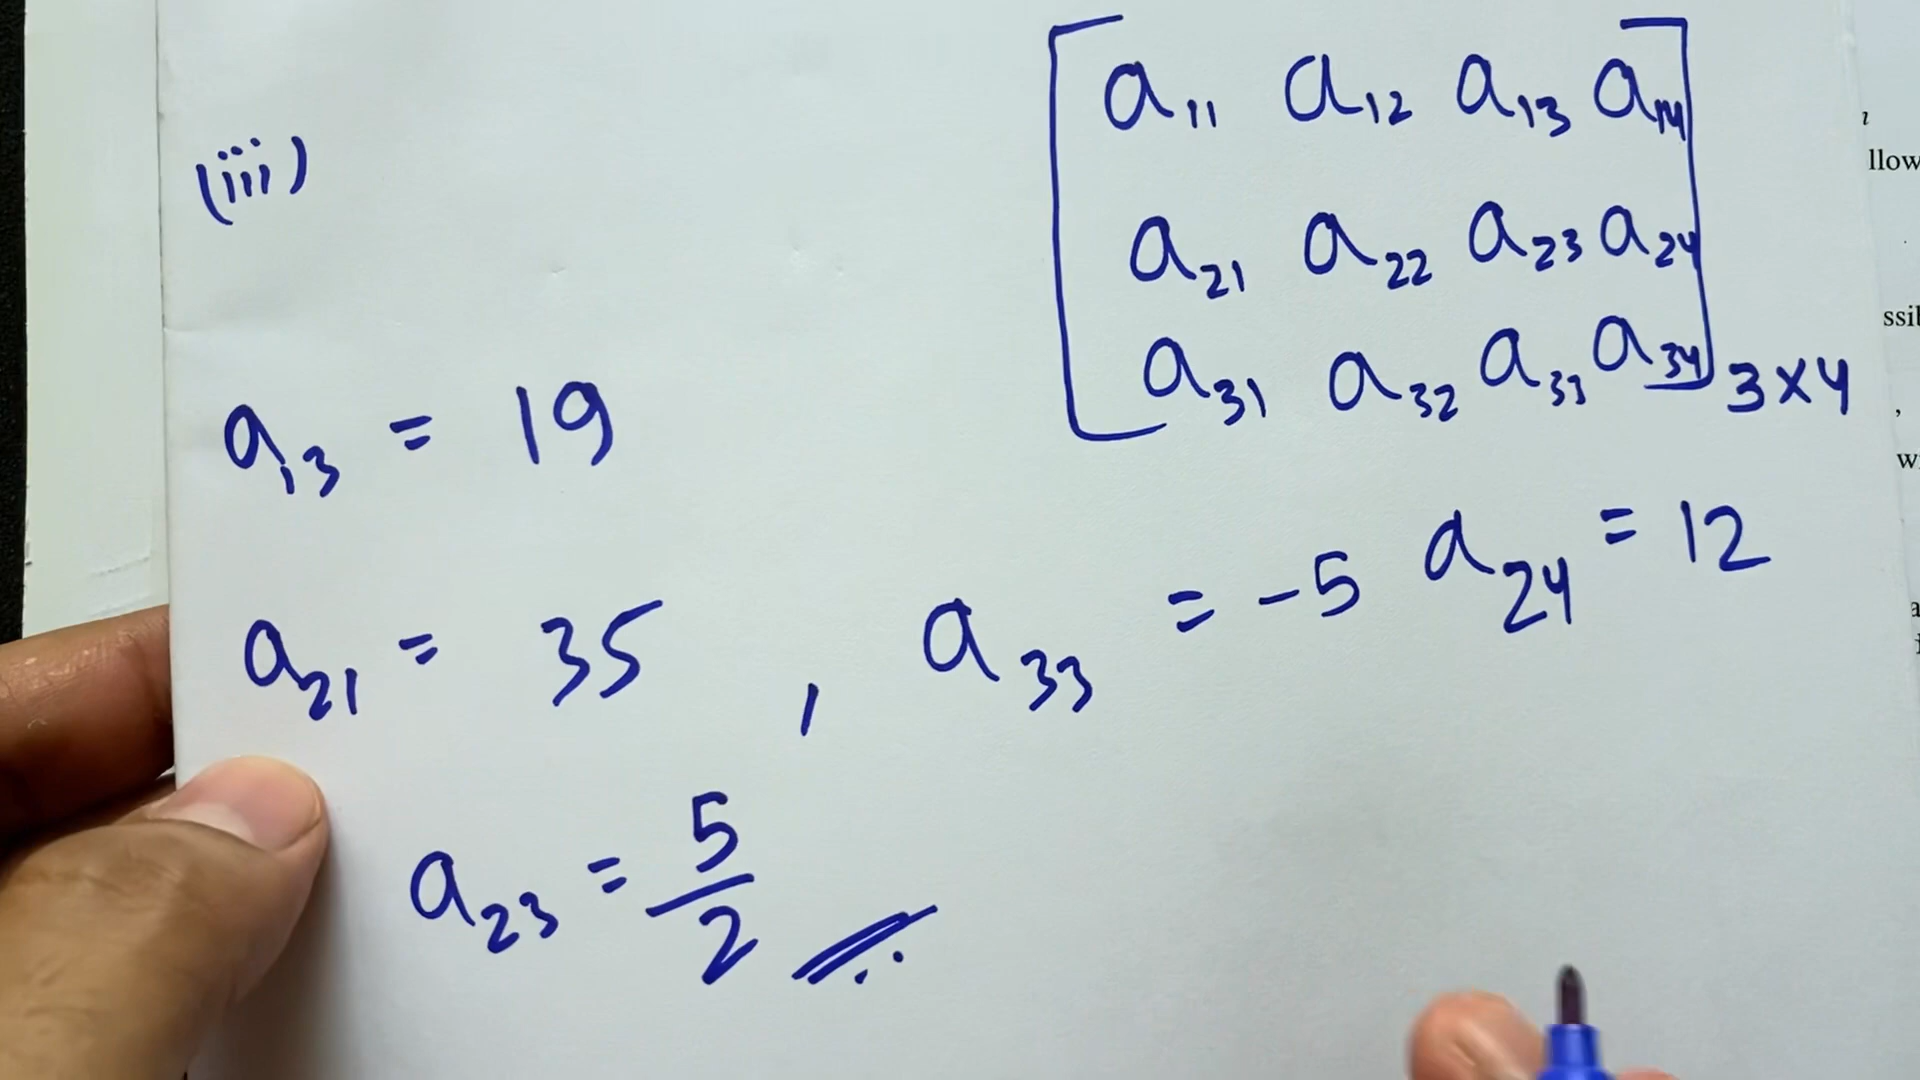 (iii)
a₁₁ a₁₂ a₁₃ a₁₄
a₂₁ a₂₂ a₂₃ a₂₄
a₃₁ a₃₂ a₃₃ a₃₄
3×4
a₁₃ = 19
a₂₁ = 35 , a₃₃ = -5 a₂₄ = 12
a₂₃ = 5/2